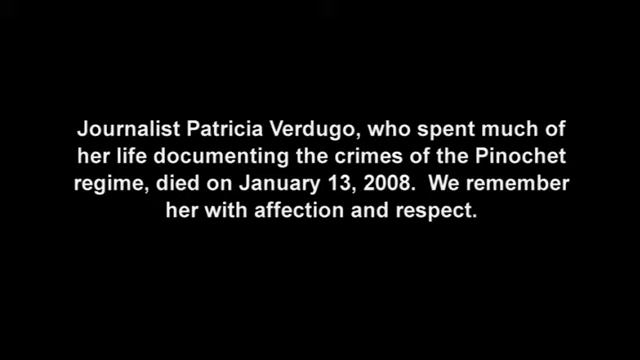 Journalist Patricia Verdugo, who spent much of
her life documenting the crimes of the Pinochet
regime, died on January 13, 2008.  We remember
her with affection and respect.